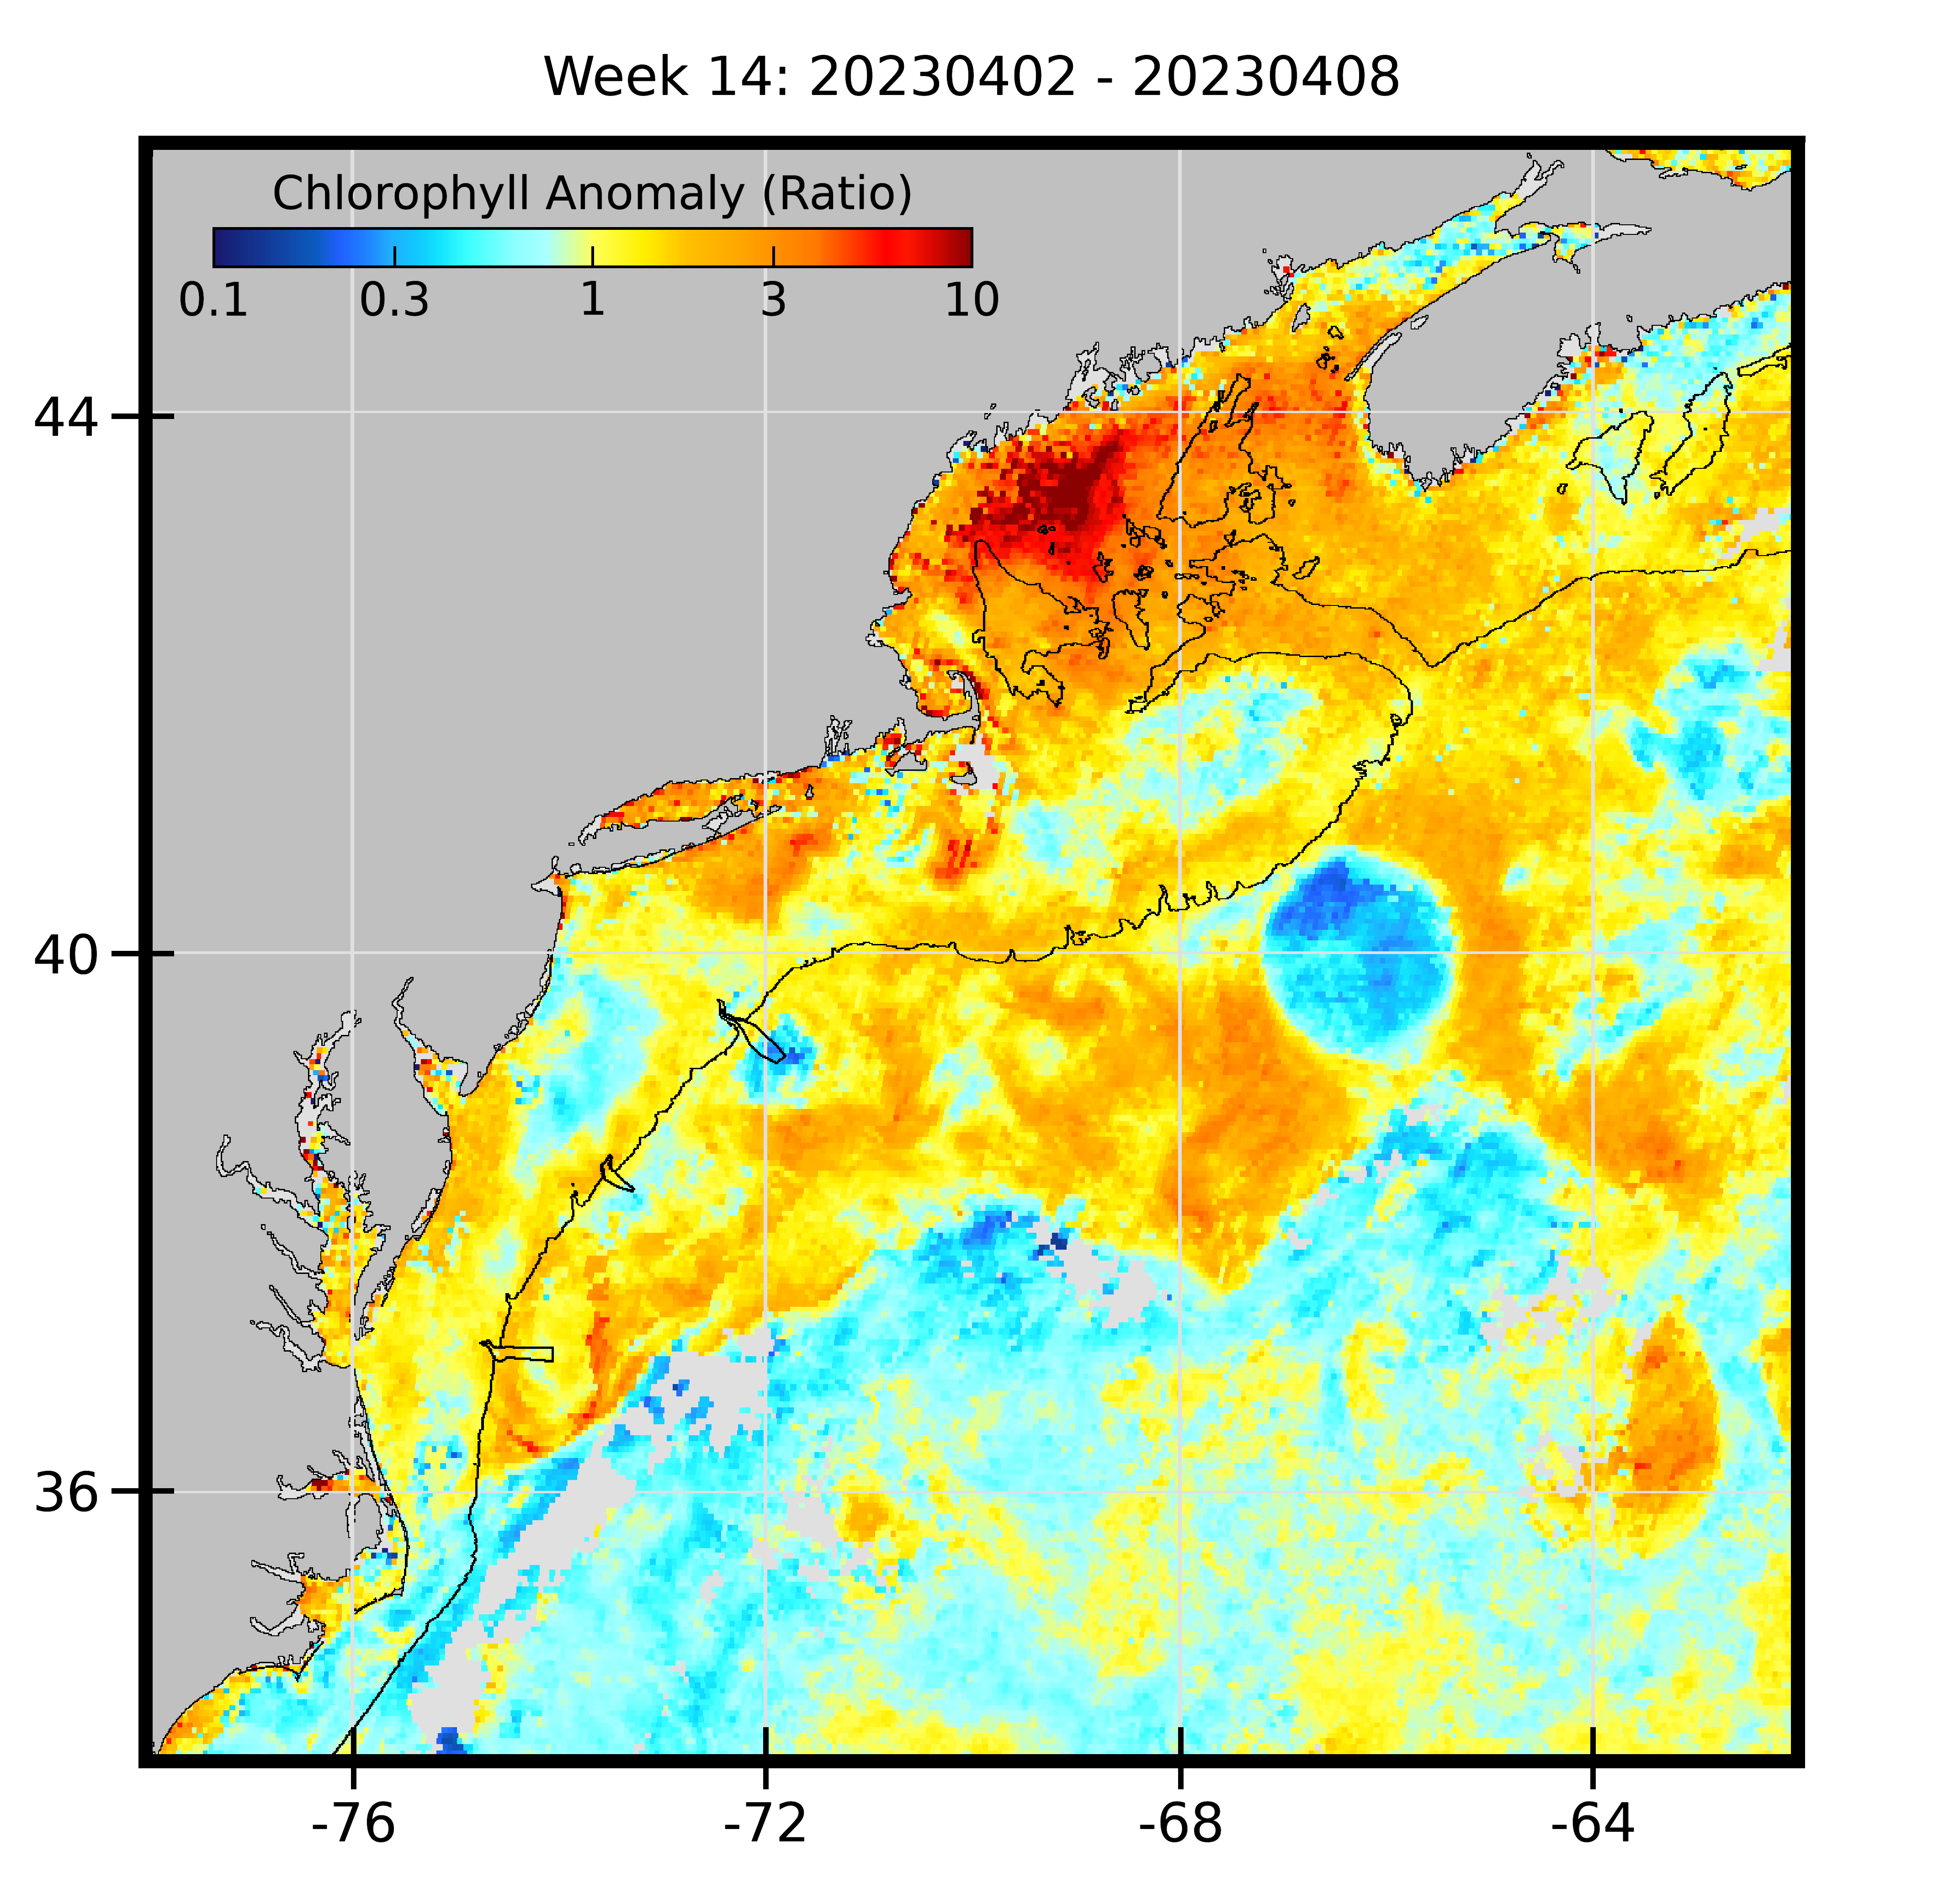 Week 14: 20230402 - 20230408
Chlorophyll Anomaly (Ratio)
0.1 0.3 1 3 10
44
40
36
-76 -72 -68 -64